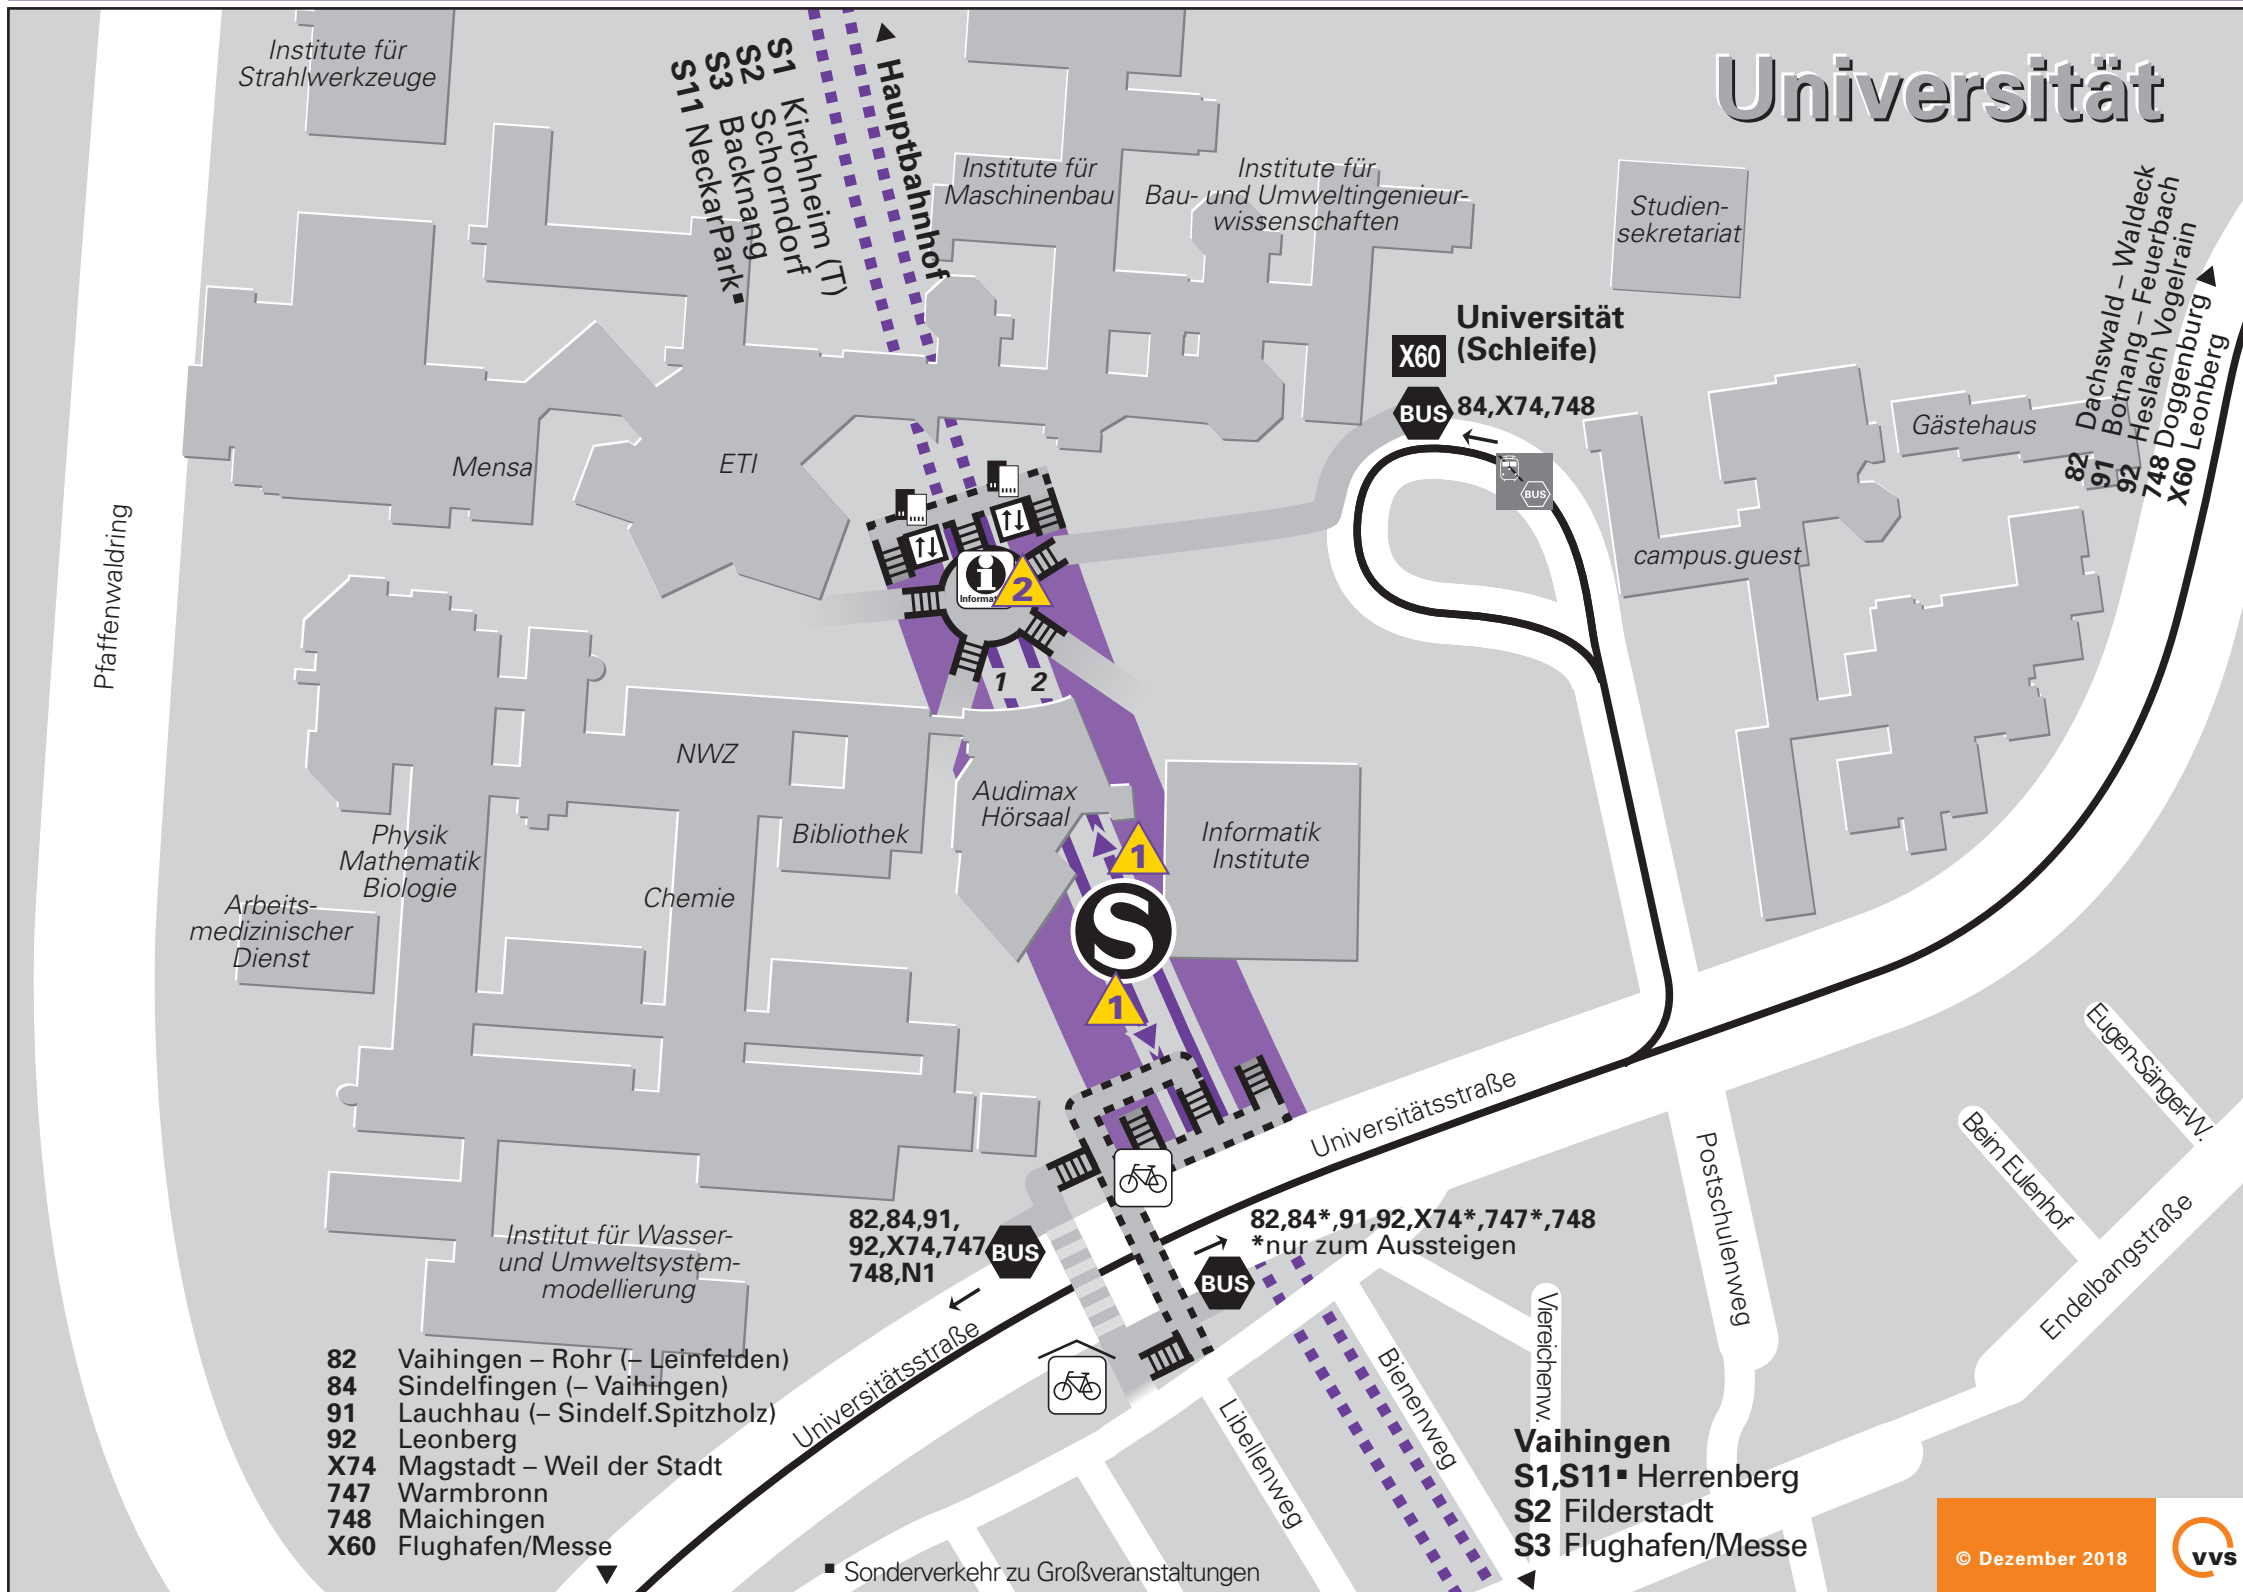 Universität
Institute für
Strahlwerkzeuge
S1 Kirchheim (T)
S2 Schorndorf
S3 Backnang
S11 NeckarPark▪
Hauptbahnhof
Institute für
Maschinenbau
Institute für
Bau- und Umweltingenieur-
wissenschaften
Studien-
sekretariat
82 Dachswald – Waldeck
91 Botnang – Feuerbach
92 Heslach Vogelrain
748 Doggenburg
X60 Leonberg
Universität
(Schleife)
X60
BUS
84,X74,748
BUS
Gästehaus
campus.guest
Mensa
ETI
Pfaffenwaldring
i
2
1 2
NWZ
Audimax
Hörsaal
Bibliothek
Informatik
Institute
Physik
Mathematik
Biologie
Chemie
Arbeits-
medizinischer
Dienst
1
S
1
Universitätsstraße
Postschulenweg
Eugen-Sänger-W.
Beim Eulenhof
Endelbangstraße
Institut für Wasser-
und Umweltsystem-
modellierung
82,84,91,
92,X74,747
748,N1
BUS
82,84*,91,92,X74*,747*,748
*nur zum Aussteigen
BUS
Universitätsstraße
Libellenweg
Bienenweg
Viereichenw.
82 Vaihingen – Rohr (– Leinfelden)
84 Sindelfingen (– Vaihingen)
91 Lauchhau (– Sindelf.Spitzholz)
92 Leonberg
X74 Magstadt – Weil der Stadt
747 Warmbronn
748 Maichingen
X60 Flughafen/Messe
Vaihingen
S1,S11▪ Herrenberg
S2 Filderstadt
S3 Flughafen/Messe
▪ Sonderverkehr zu Großveranstaltungen
© Dezember 2018
vvs